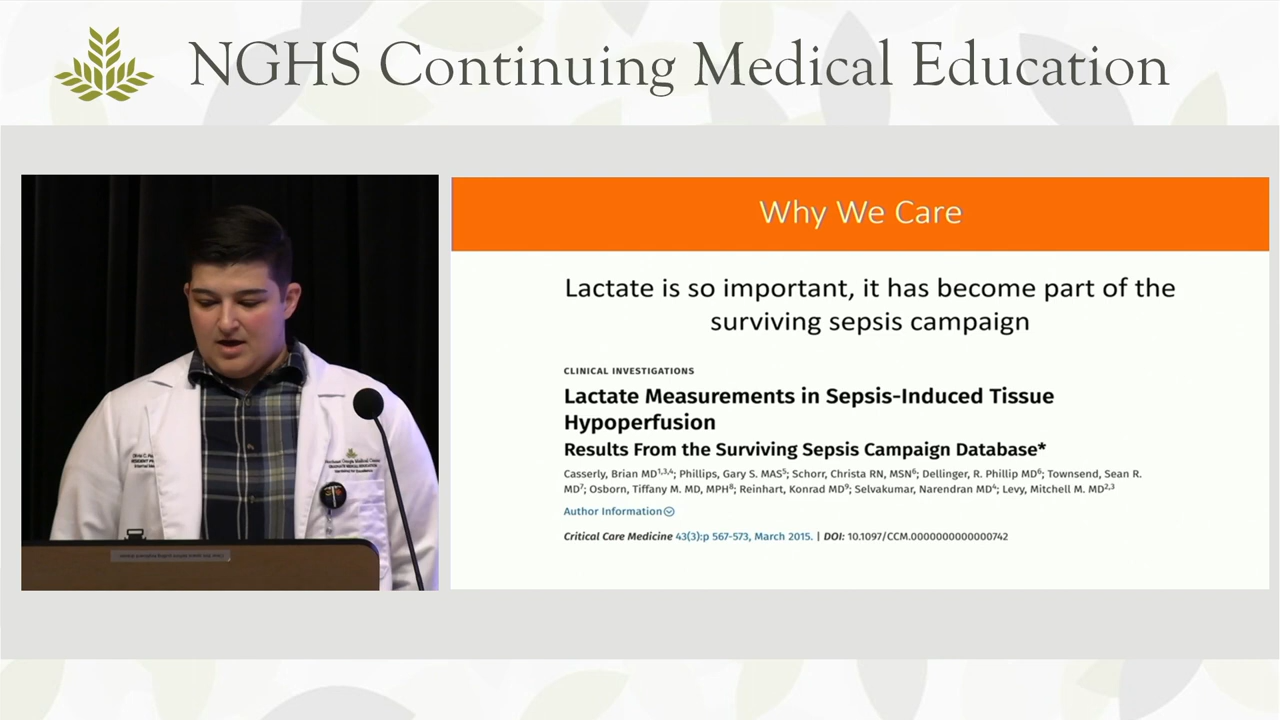 NGHS Continuing Medical Education
Why We Care
Lactate is so important, it has become part of the
surviving sepsis campaign
CLINICAL INVESTIGATIONS
Lactate Measurements in Sepsis-Induced Tissue
Hypoperfusion
Results From the Surviving Sepsis Campaign Database*
Casserly, Brian MD1,3,4; Phillips, Gary S. MAS5; Schorr, Christa RN, MSN6; Dellinger, R. Phillip MD6; Townsend, Sean R.
MD7; Osborn, Tiffany M. MD, MPH8; Reinhart, Konrad MD9; Selvakumar, Narendran MD4; Levy, Mitchell M. MD2,3
Author Information
Critical Care Medicine 43(3):p 567-573, March 2015. | DOI: 10.1097/CCM.0000000000000742